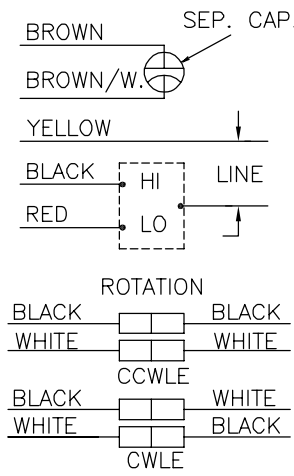 SEP. CAP.
BROWN
BROWN/W.
YELLOW
BLACK HI LINE
RED LO
ROTATION
BLACK BLACK
WHITE WHITE
CCWLE
BLACK WHITE
WHITE BLACK
CWLE